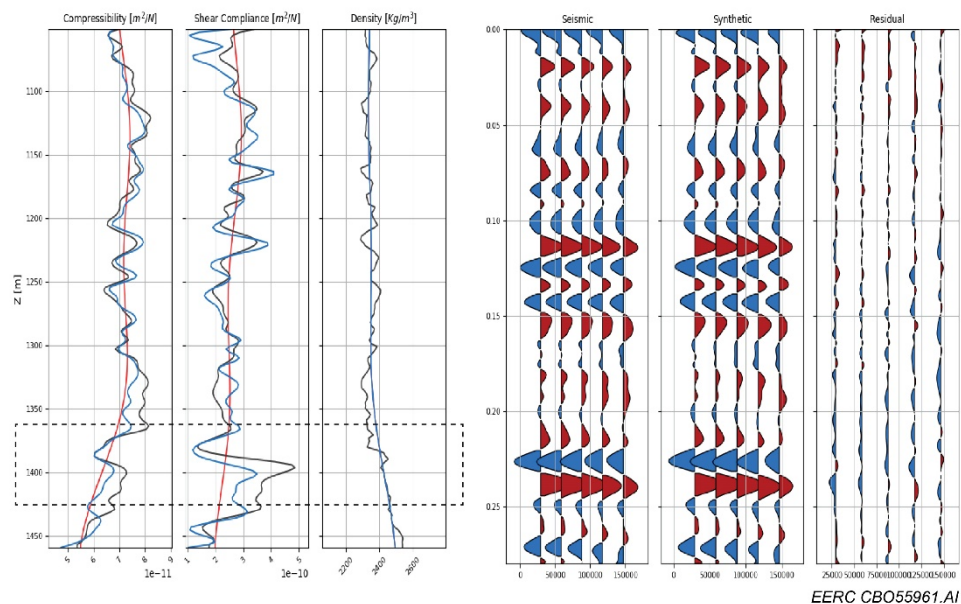 Compressibility [m²/N]
Shear Compliance [m²/N]
Density [Kg/m³]
Seismic
Synthetic
Residual
Z [m]
1100
1150
1200
1250
1300
1350
1400
1450
5 6 7 8 9
1e−11
1 2 3 4 5
1e−10
2200 2400 2600
0.00
0.05
0.10
0.15
0.20
0.25
0 50000 100000 150000
0 50000 100000 150000
25000 50000 75000 100000
EERC CBO55961.AI